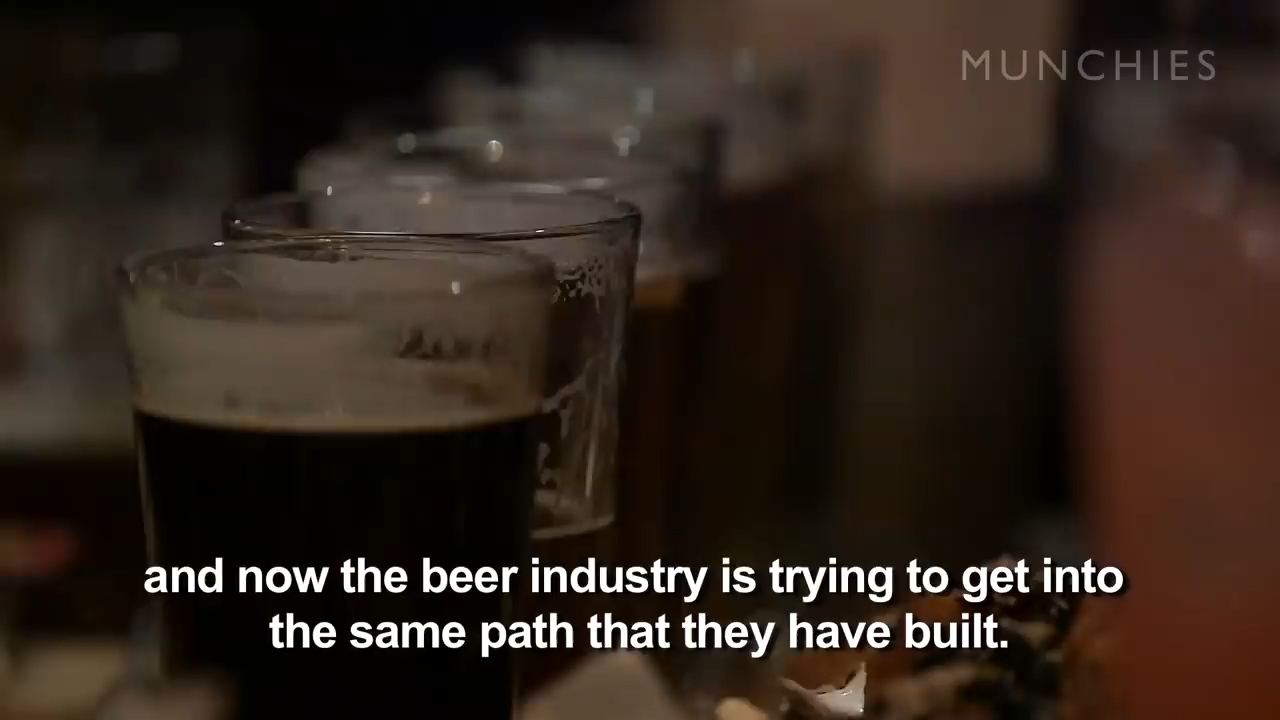 MUNCHIES
and now the beer industry is trying to get into
the same path that they have built.